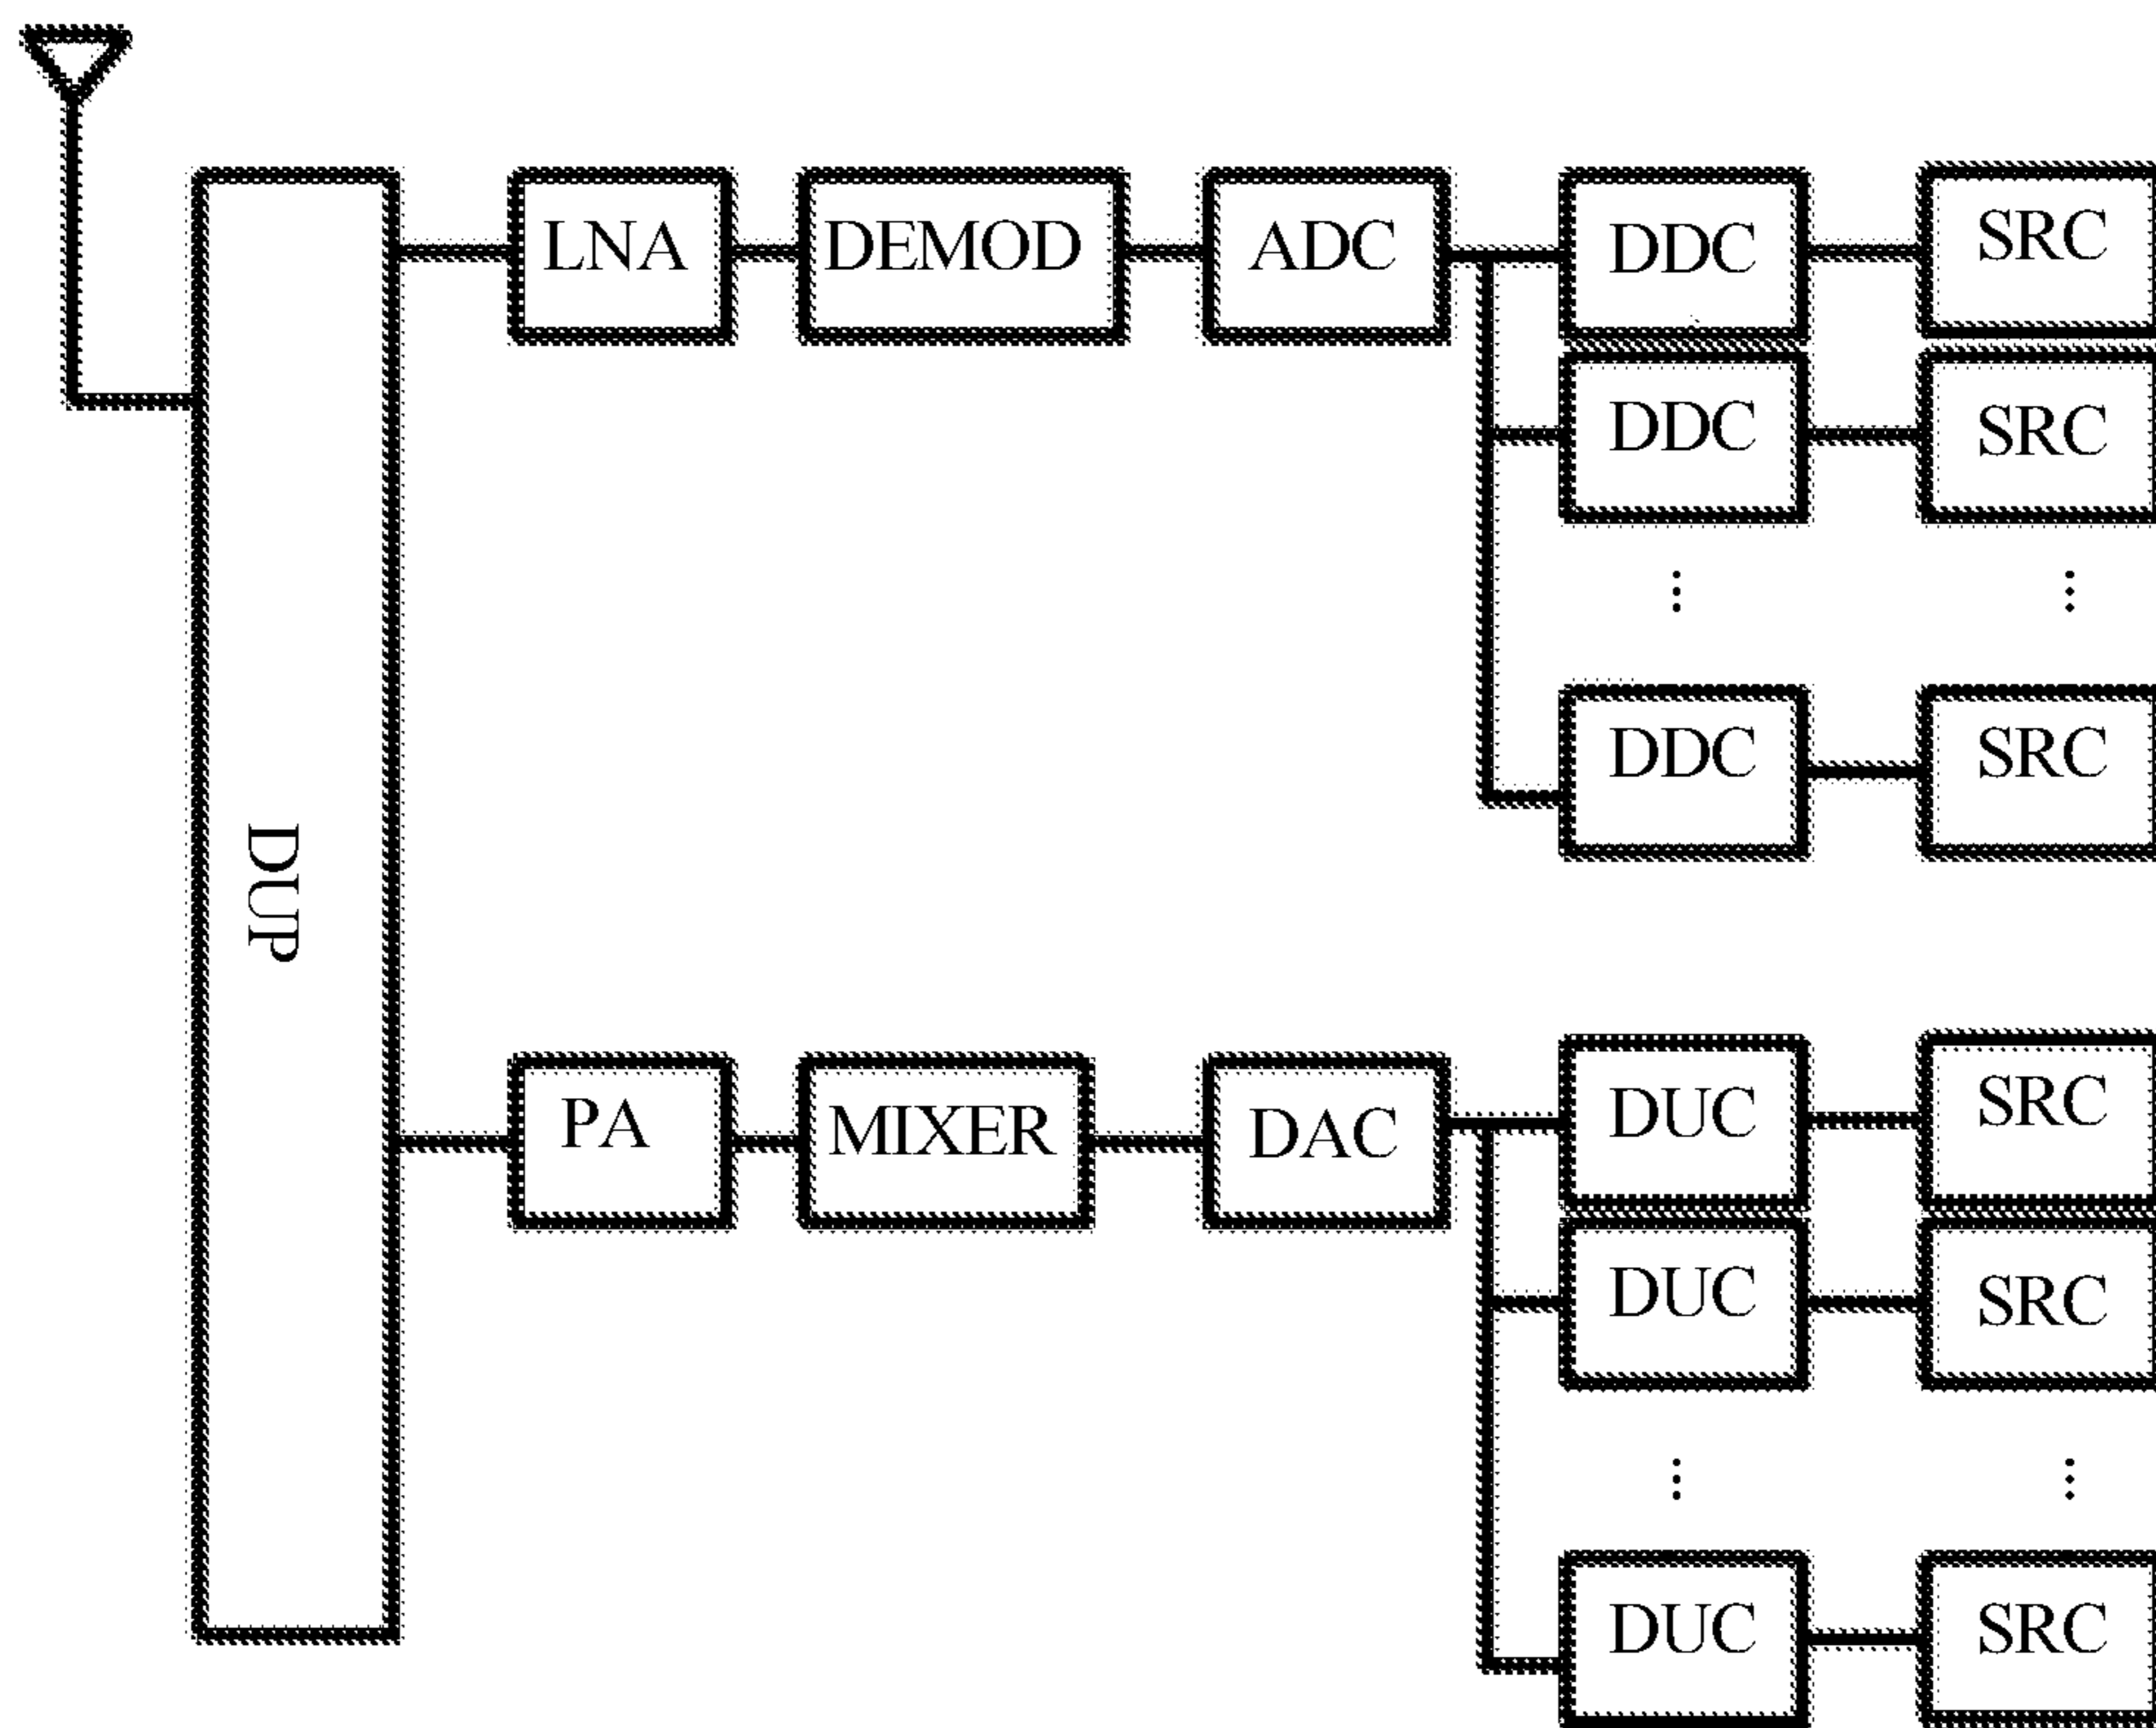 LNA DEMOD ADC DDC SRC
DDC SRC
DDC SRC
DUP
PA MIXER DAC DUC SRC
DUC SRC
DUC SRC